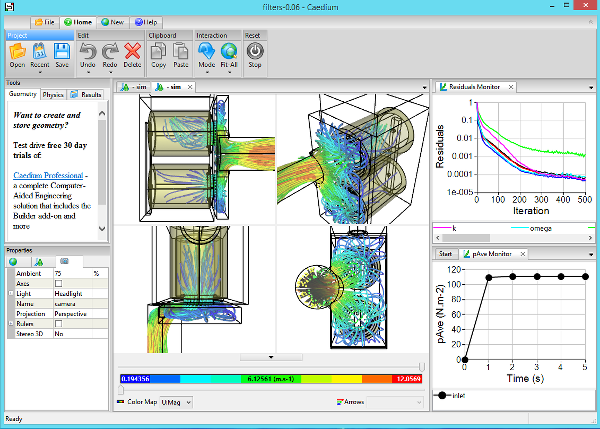 filters-0.06 - Caedium
File
Home
New
Help
Project
Edit
Clipboard
Interaction
Reset
Open
Recent
Save
Undo
Redo
Delete
Copy
Paste
Mode
Fit: All
Stop
Tools
Geometry
Physics
Results
Want to create and
store geometry?
Test drive free 30 day
trials of:
Caedium Professional -
a complete Computer-
Aided Engineering
solution that includes the
Builder add-on and
more
Properties
Ambient 75 %
Axes
Light Headlight
Name camera
Projection Perspective
Rulers
Stereo 3D No
- sim
- sim
0.194356
6.12561 (m.s-1)
12.0569
Color Map
U:Mag
Arrows
Residuals Monitor
1
0.1
0.01
0.001
0.0001
1e-005
Residuals
0 100 200 300 400 500
Iteration
k
omega
Start
pAve Monitor
120
100
80
60
40
20
0
pAve (N.m-2)
0 1 2 3 4 5
Time (s)
inlet
Ready